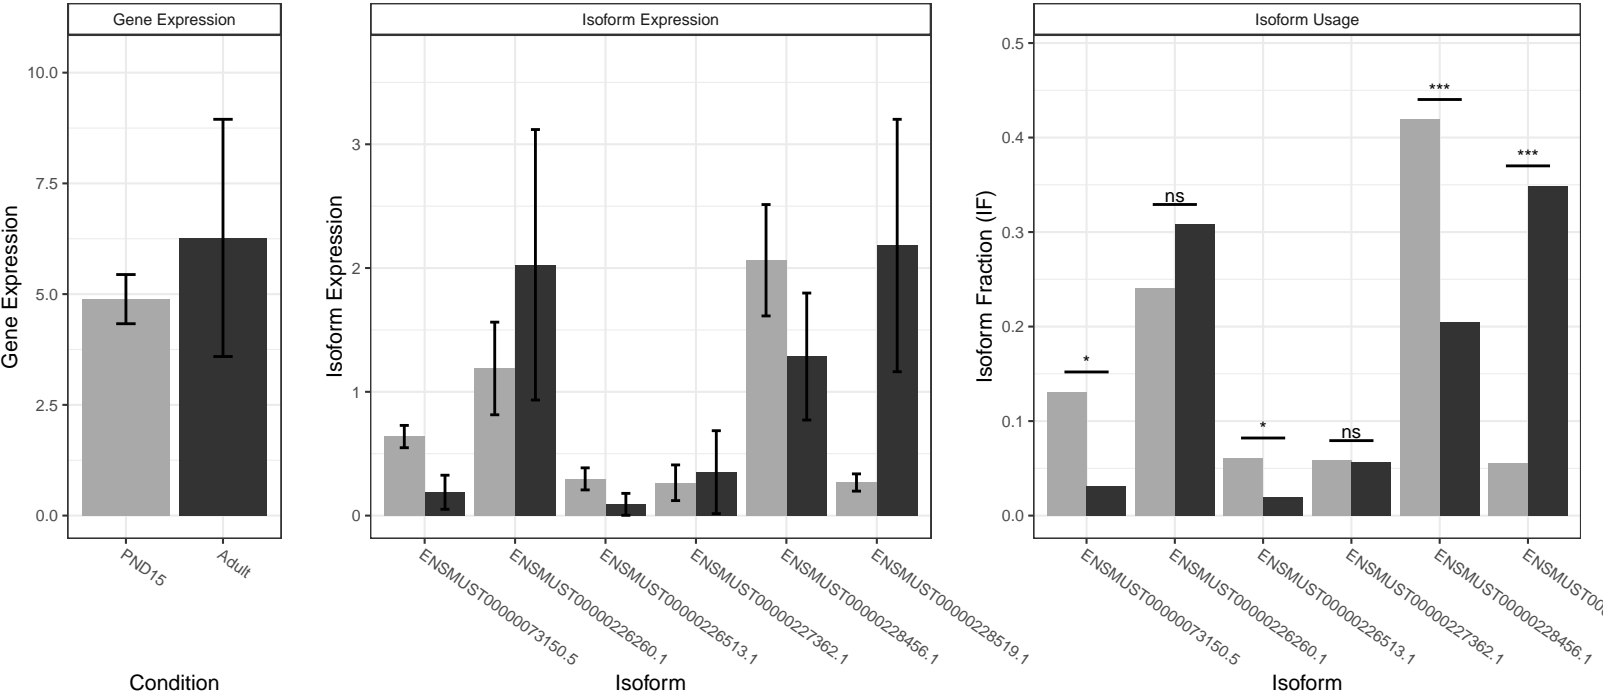 Gene Expression
Isoform Expression
Isoform Usage
Gene Expression
10.0
7.5
5.0
2.5
0.0
PND15
Adult
Condition
Isoform Expression
3
2
1
0
ENSMUST00000073150.5
ENSMUST00000226260.1
ENSMUST00000226513.1
ENSMUST00000227362.1
ENSMUST00000228456.1
ENSMUST00000228519.1
Isoform
Isoform Fraction (IF)
0.5
0.4
0.3
0.2
0.1
0.0
*
ns
*
ns
***
***
ENSMUST00000073150.5
ENSMUST00000226260.1
ENSMUST00000226513.1
ENSMUST00000227362.1
ENSMUST00000228456.1
Isoform